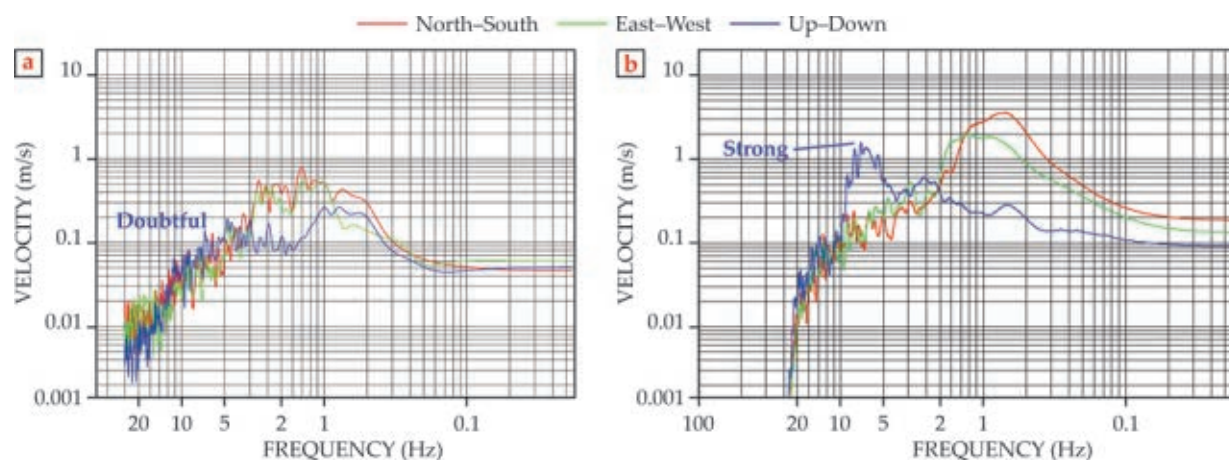 North–South East–West Up–Down
a
10
1
0.1
0.01
0.001
VELOCITY (m/s)
Doubtful
20 10 5 2 1 0.1
FREQUENCY (Hz)
b
10
1
0.1
0.01
0.001
VELOCITY (m/s)
Strong
100 20 10 5 2 1 0.1
FREQUENCY (Hz)